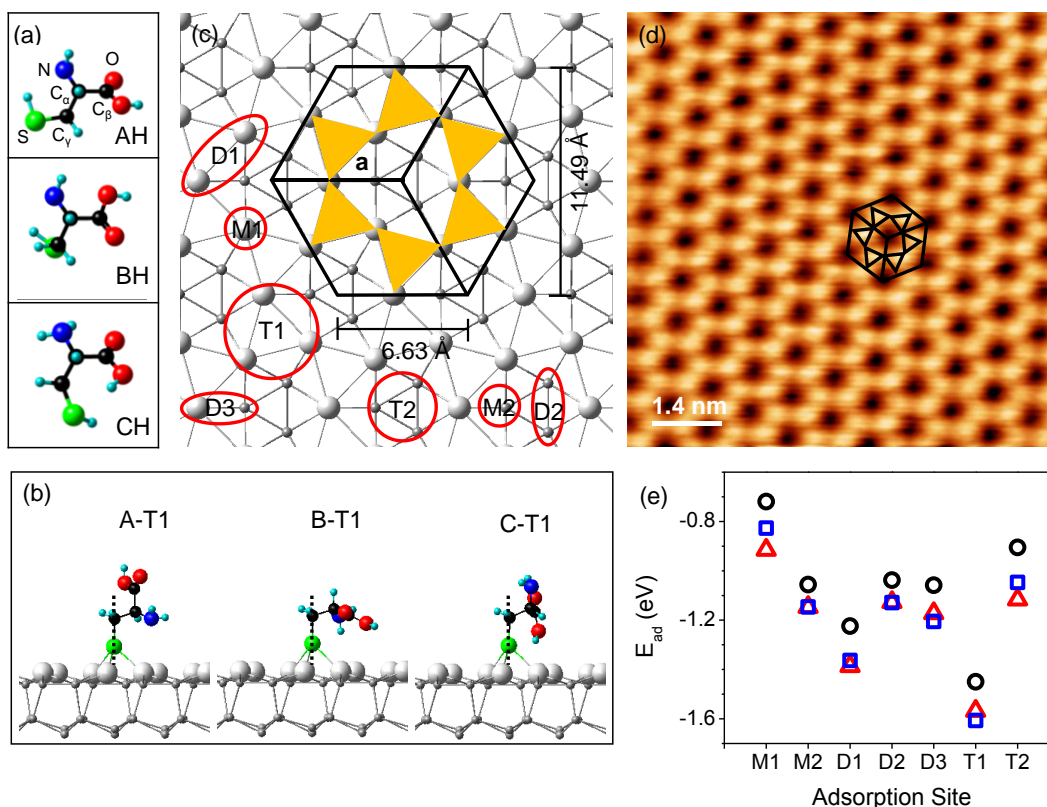 (a)
N
O
Cα
Cβ
S
Cγ
AH
BH
CH
(c)
D1
a
11.49 Å
M1
T1
6.63 Å
D3
T2
M2
D2
(d)
1.4 nm
(b)
A-T1
B-T1
C-T1
(e)
-0.8
-1.2
-1.6
E_ad (eV)
M1 M2 D1 D2 D3 T1 T2
Adsorption Site